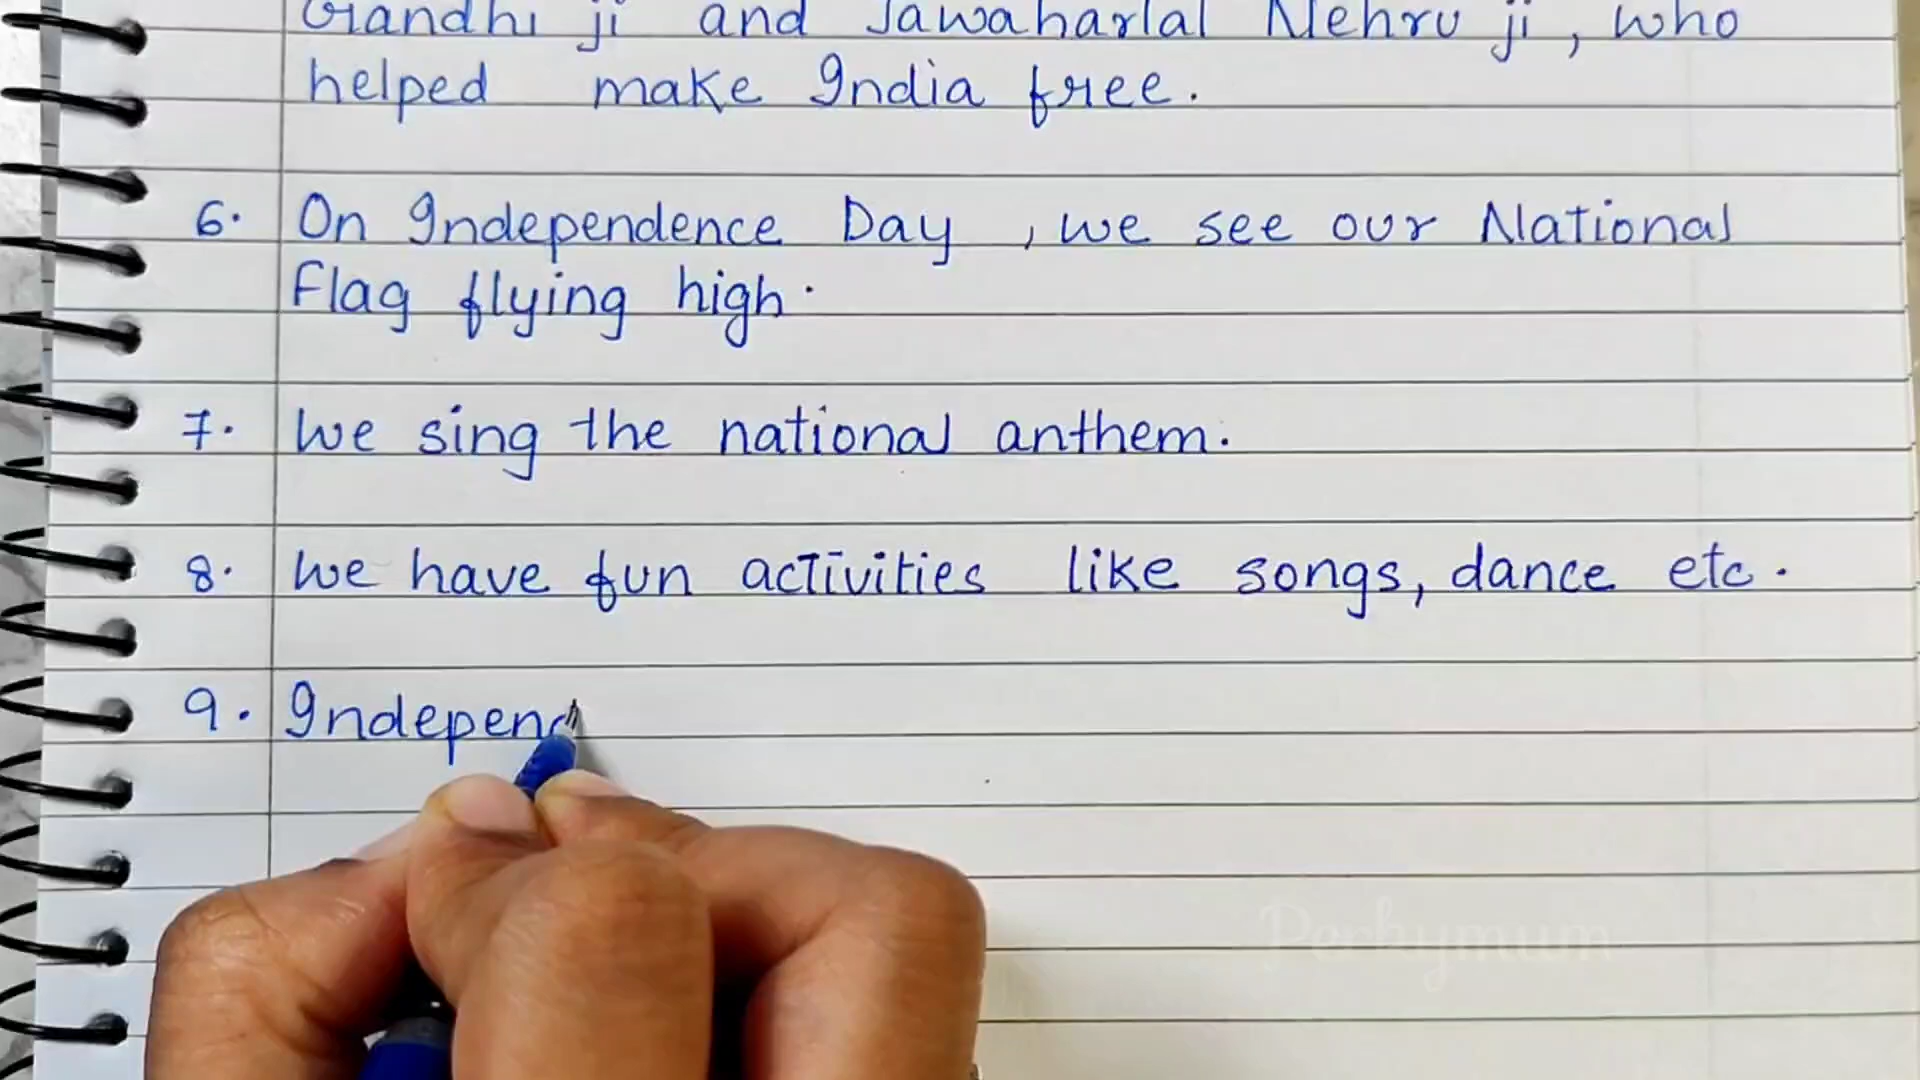 Gandhi ji and Jawaharlal Nehru ji, who
helped make India free.
6. On Independence Day, we see our National
Flag flying high.
7. We sing the national anthem.
8. We have fun activities like songs, dance etc.
9. Independ
Perkymum